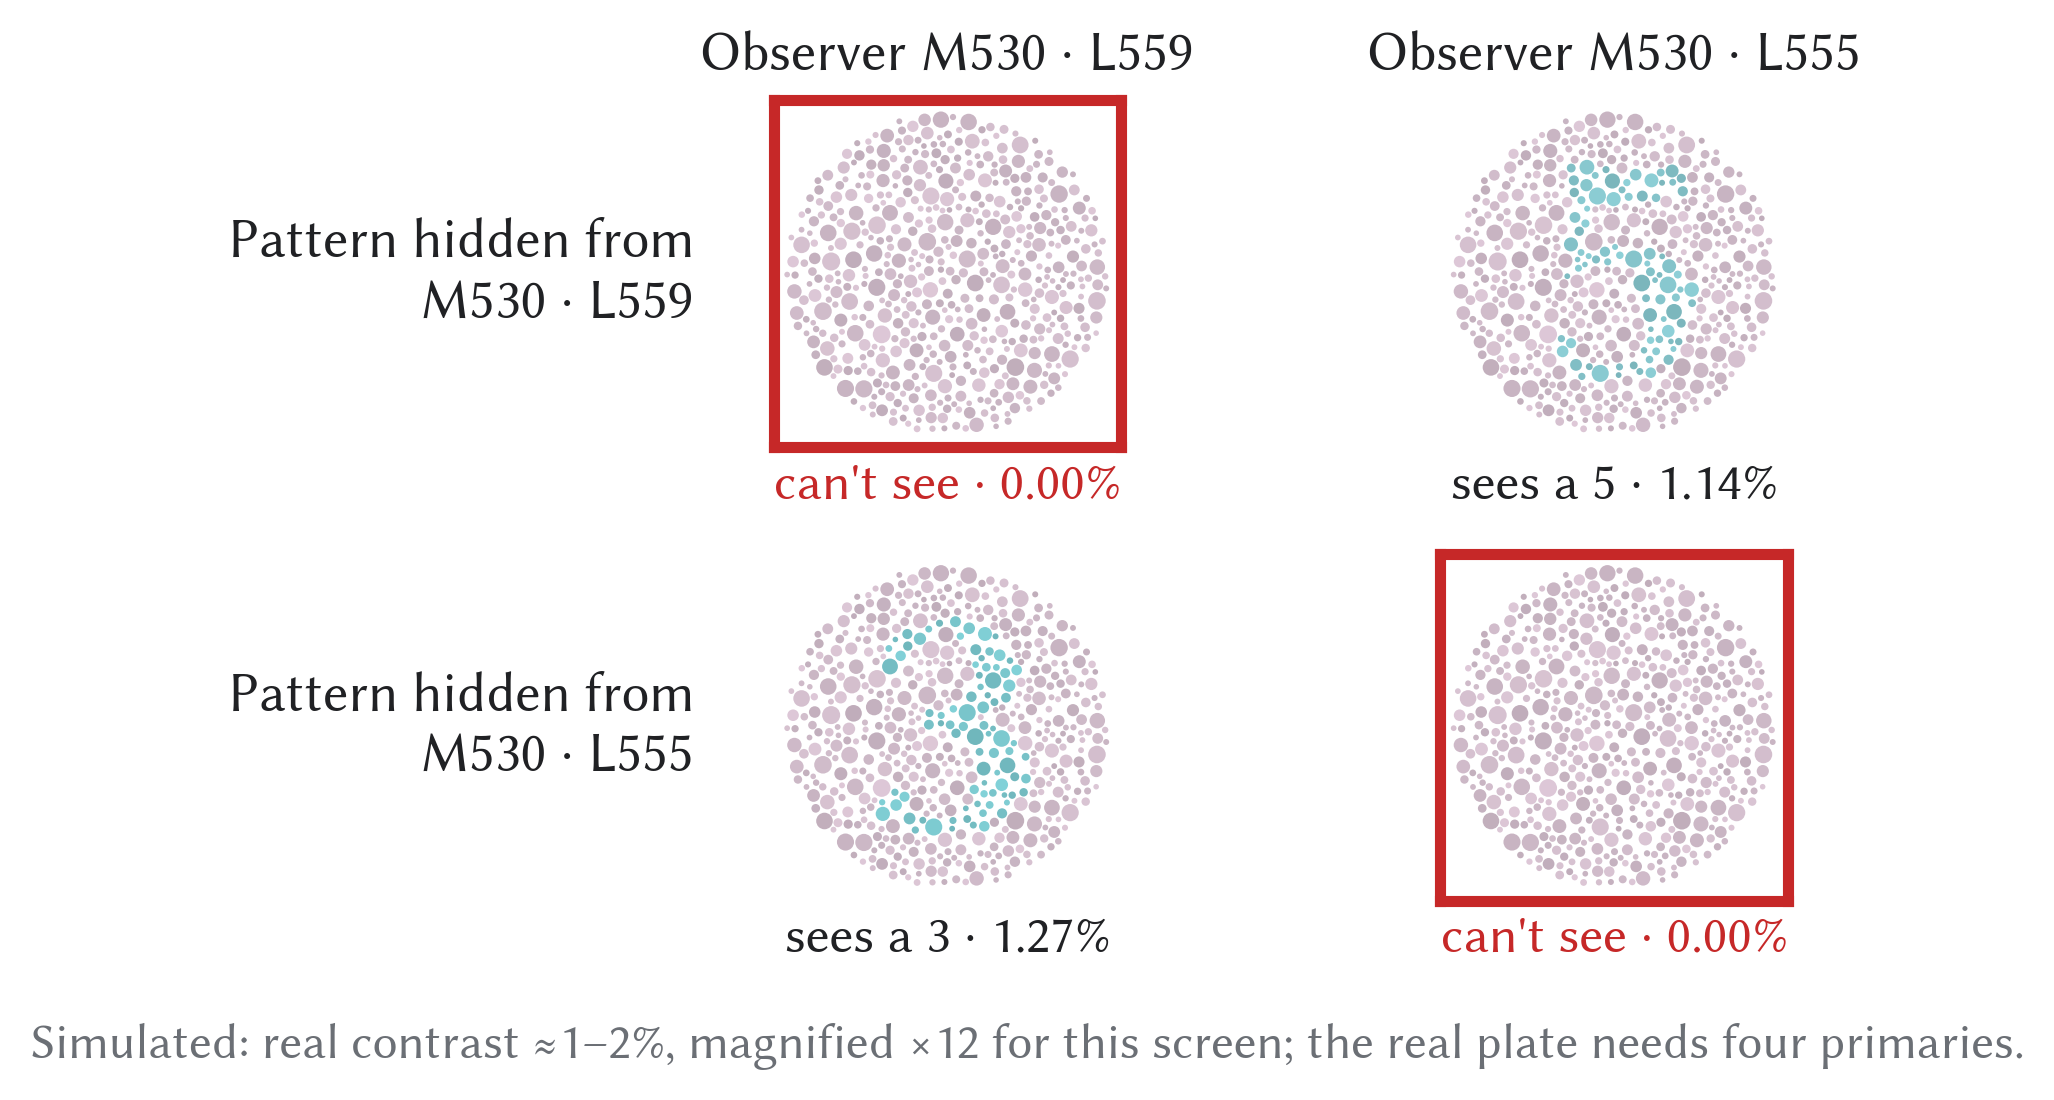 Observer M530 · L559
Observer M530 · L555
Pattern hidden from
M530 · L559
can't see · 0.00%
sees a 5 · 1.14%
Pattern hidden from
M530 · L555
sees a 3 · 1.27%
can't see · 0.00%
Simulated: real contrast ≈1–2%, magnified ×12 for this screen; the real plate needs four primaries.